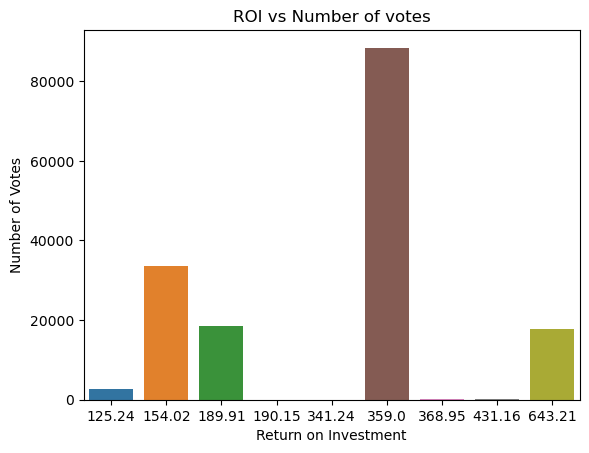 ROI vs Number of votes
Number of Votes
80000
60000
40000
20000
0
125.24 154.02 189.91 190.15 341.24 359.0 368.95 431.16 643.21
Return on Investment